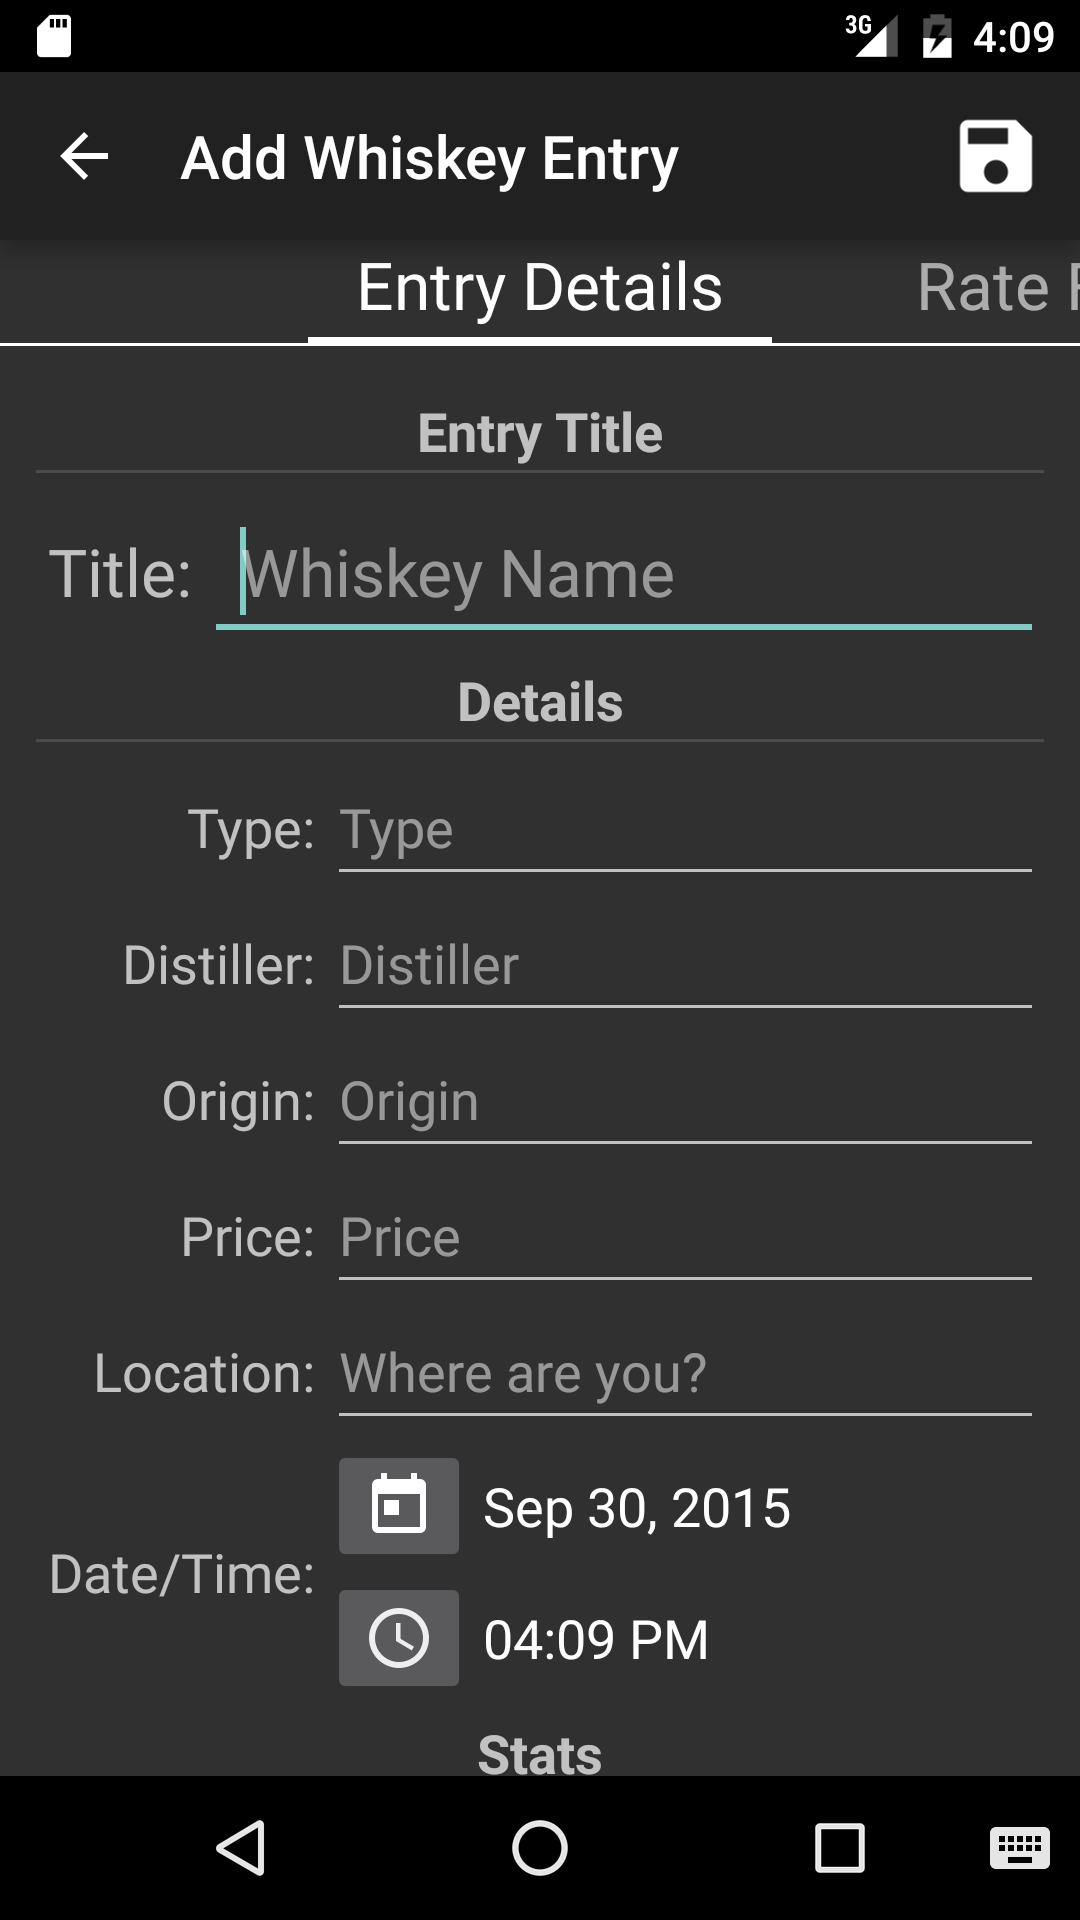 3G 4:09
Add Whiskey Entry
Entry Details Rate
Entry Title
Title: Whiskey Name
Details
Type: Type
Distiller: Distiller
Origin: Origin
Price: Price
Location: Where are you?
Sep 30, 2015
Date/Time:
04:09 PM
Stats